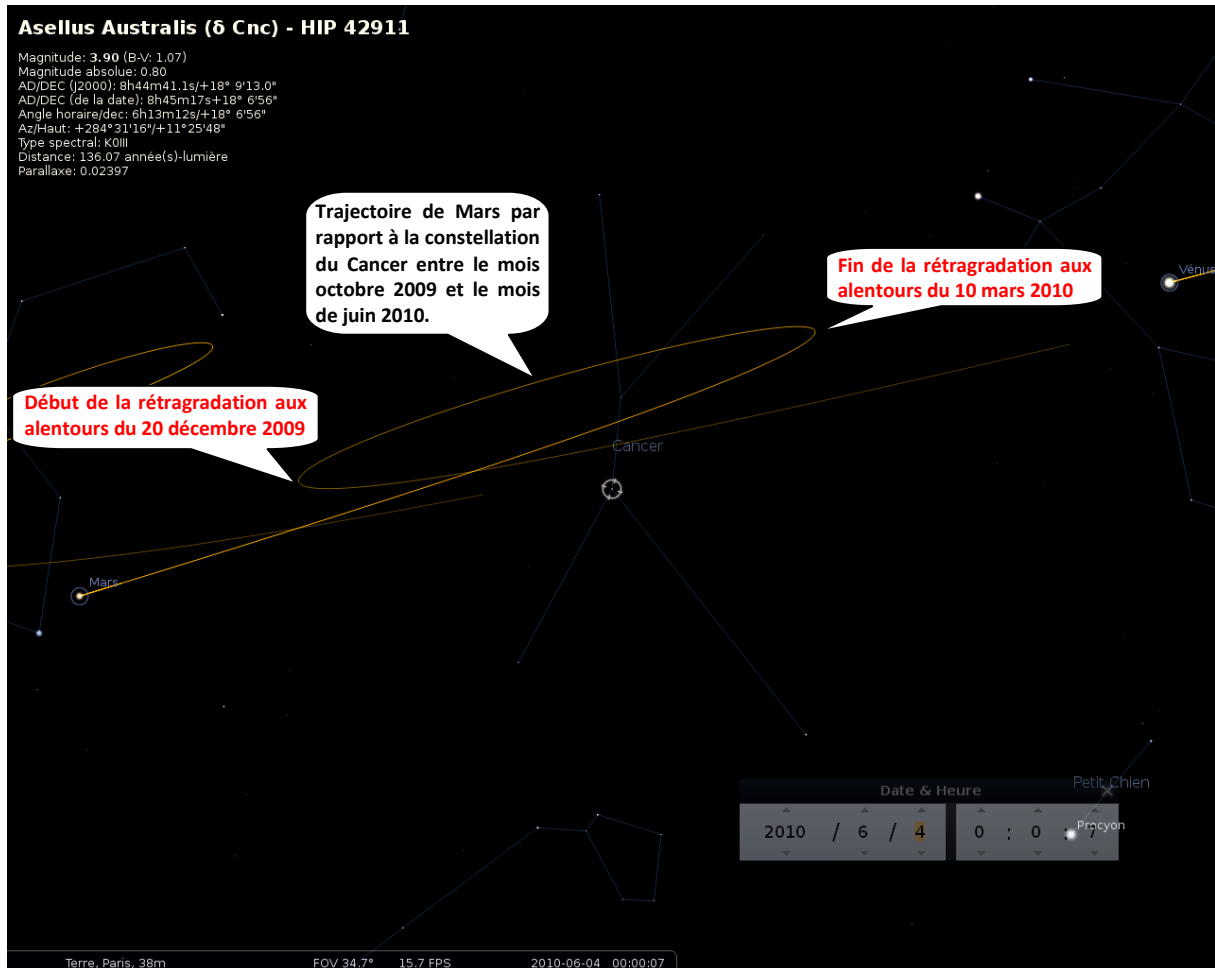 Asellus Australis (δ Cnc) - HIP 42911
Magnitude: 3.90 (B-V: 1.07)
Magnitude absolue: 0.80
AD/DEC (J2000): 8h44m41.1s/+18° 9'13.0"
AD/DEC (de la date): 8h45m17s+18° 6'56"
Angle horaire/dec: 6h13m12s/+18° 6'56"
Az/Haut: +284°31'16"/+11°25'48"
Type spectral: K0III
Distance: 136.07 année(s)-lumière
Parallaxe: 0.02397
Trajectoire de Mars par
rapport à la constellation
du Cancer entre le mois
octobre 2009 et le mois
de juin 2010.
Fin de la rétragradation aux
alentours du 10 mars 2010
Vénus
Début de la rétragradation aux
alentours du 20 décembre 2009
Cancer
Mars
Petit Chien
Date & Heure
2010 / 6 / 4 0 : 0 : 7
Procyon
Terre, Paris, 38m FOV 34.7° 15.7 FPS 2010-06-04 00:00:07